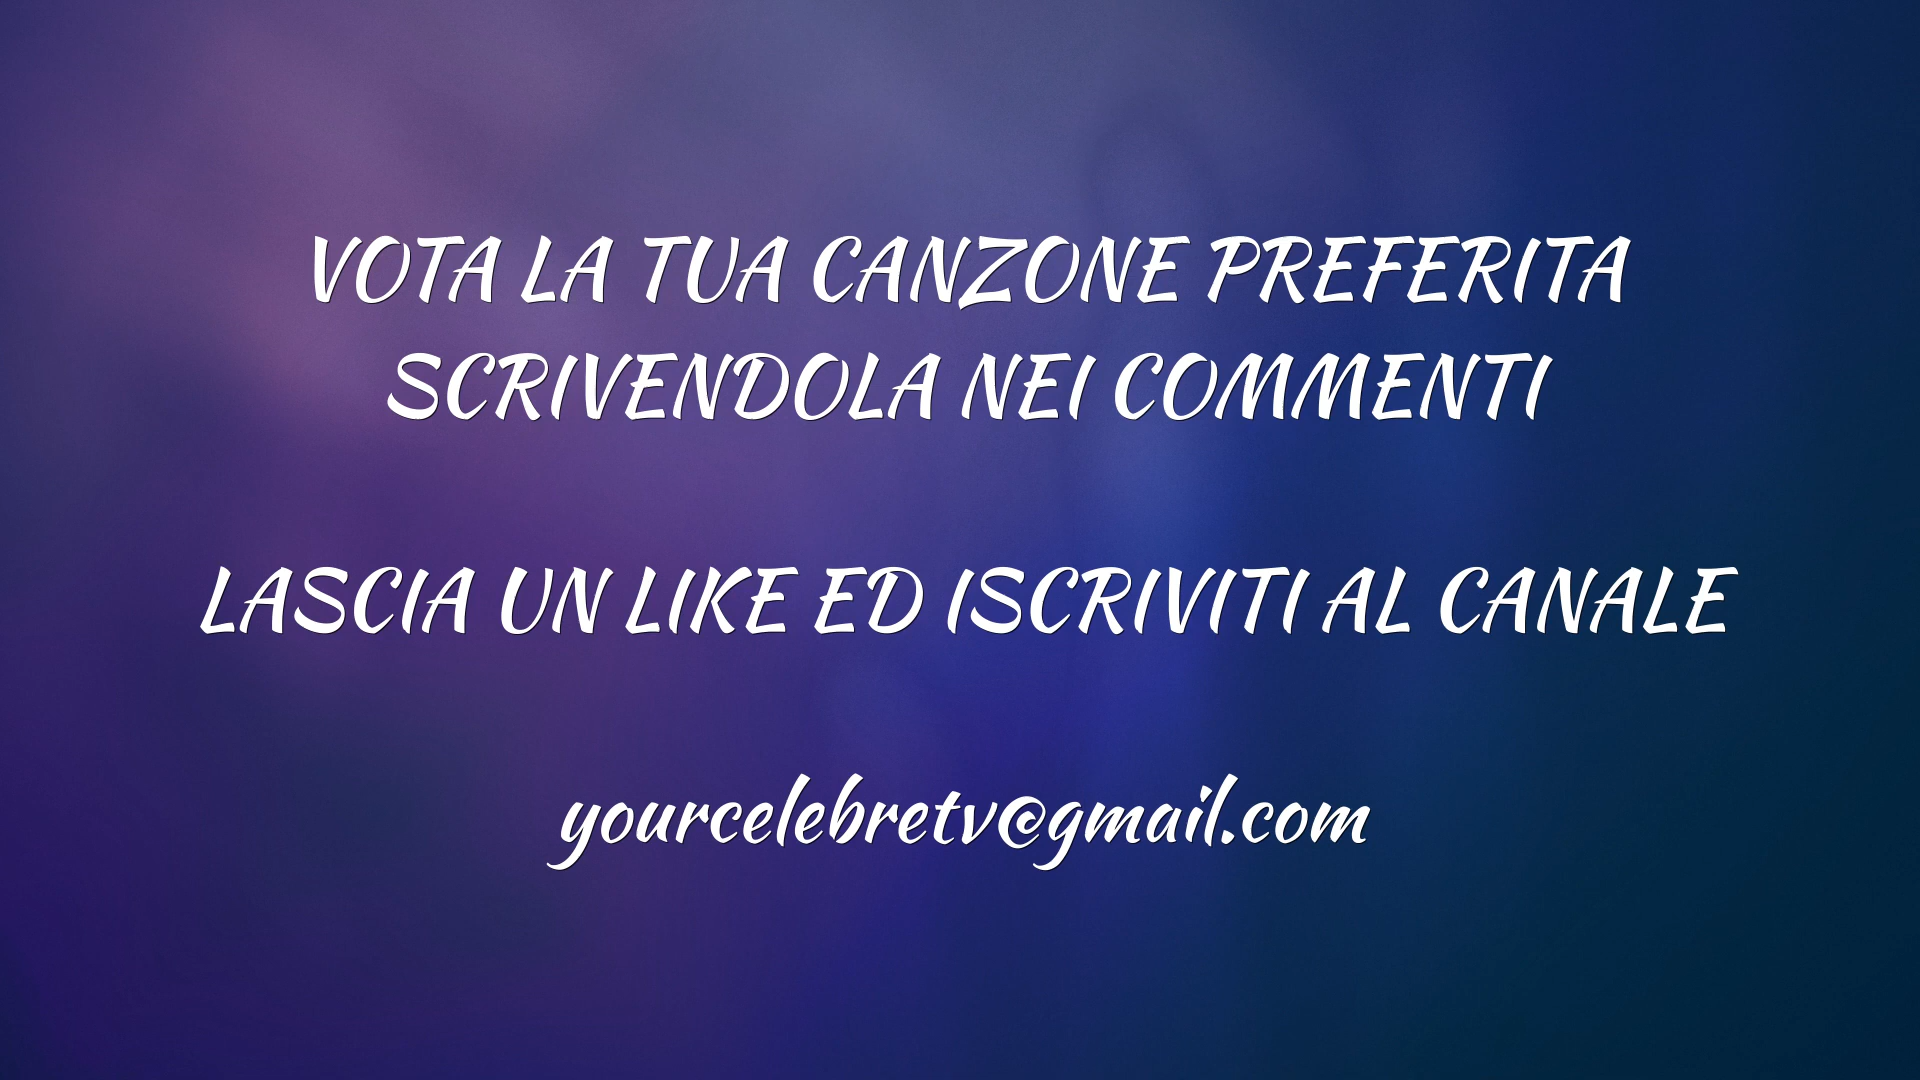 VOTA LA TUA CANZONE PREFERITA
SCRIVENDOLA NEI COMMENTI
LASCIA UN LIKE ED ISCRIVITI AL CANALE
yourcelebretv@gmail.com